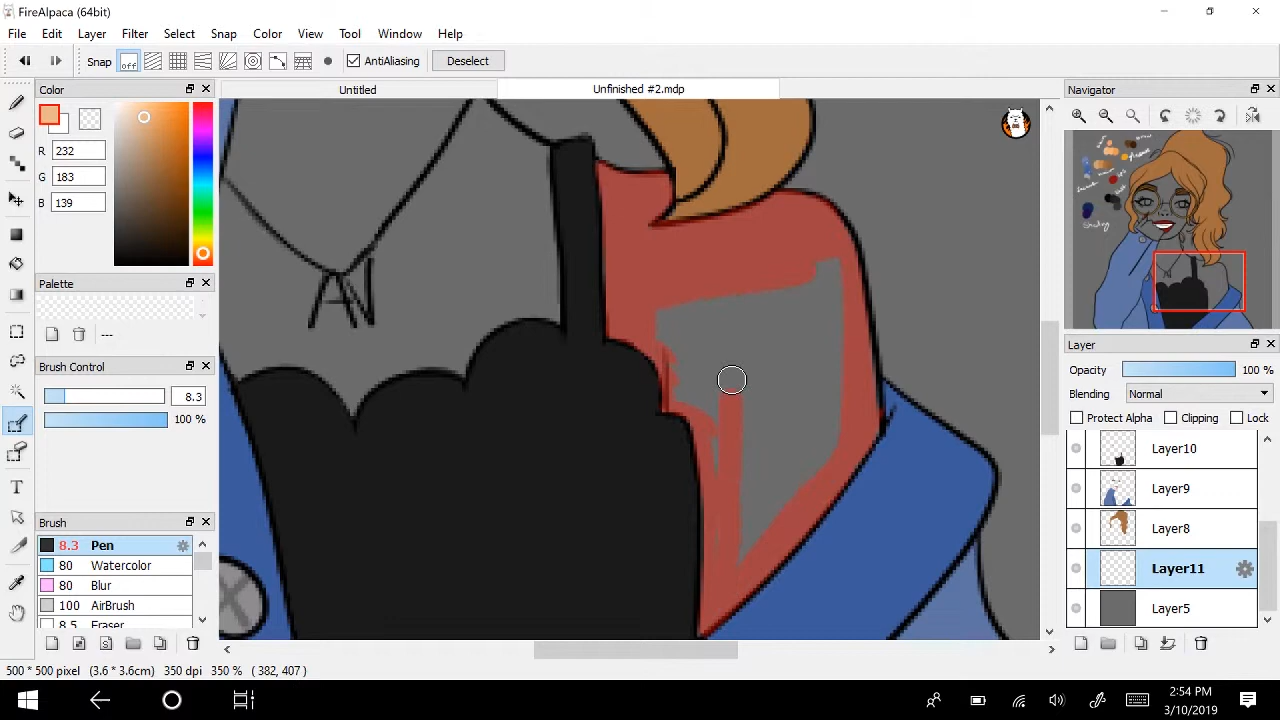 FireAlpaca (64bit)
File Edit Layer Filter Select Snap Color View Tool Window Help
Snap off AntiAliasing Deselect
Color
Untitled
Unfinished #2.mdp
Navigator
R 232
G 183
B 139
Palette
---
Brush Control
8.3
100 %
Layer
Opacity 100 %
Blending Normal
Protect Alpha Clipping Lock
Layer10
Layer9
Layer8
Layer11
Layer5
Brush
8.3 Pen
80 Watercolor
80 Blur
100 AirBrush
8.5 Eraser
500 * 500 pixel (3.6 * 3.6cm) 350 dpi 350 % ( 382, 407 )
2:54 PM
3/10/2019